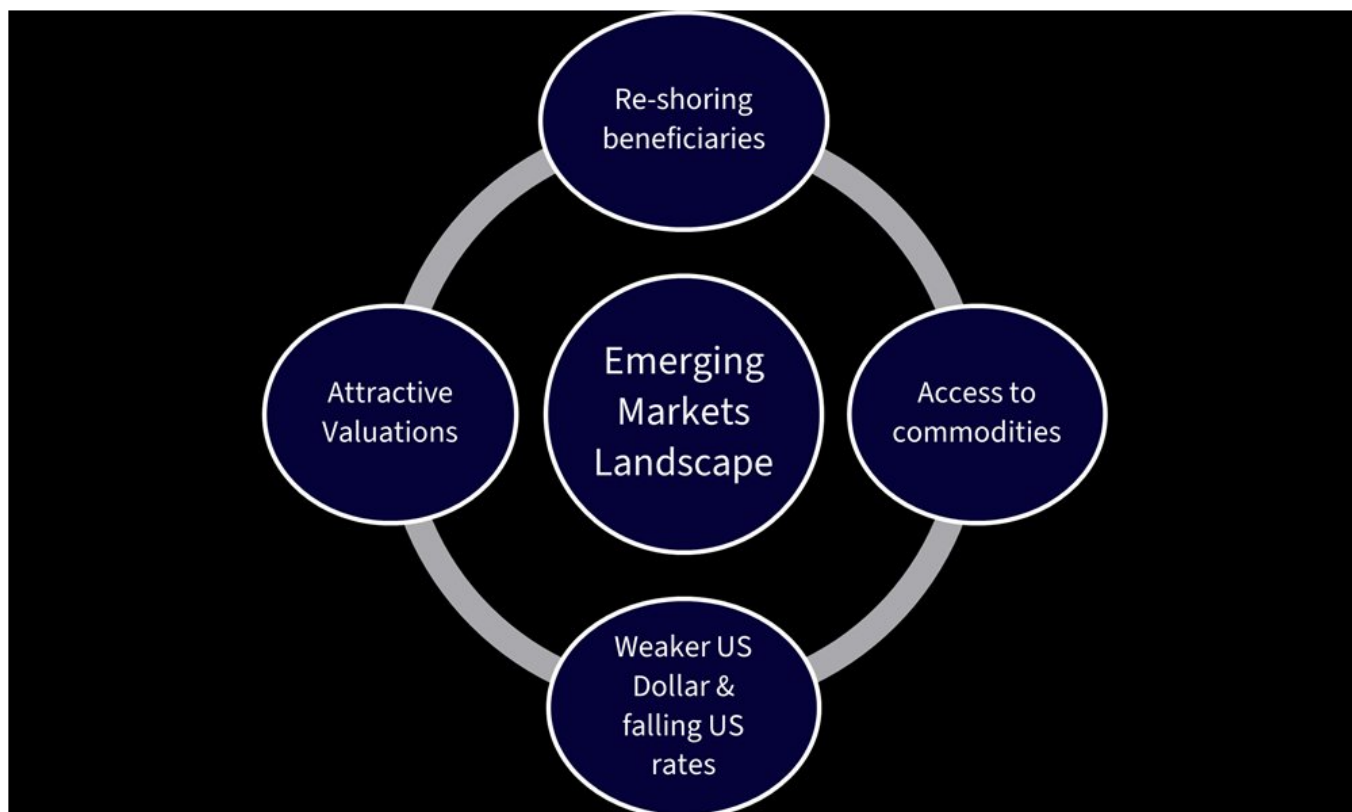 Re-shoring
beneficiaries
Attractive
Valuations
Emerging
Markets
Landscape
Access to
commodities
Weaker US
Dollar &
falling US
rates